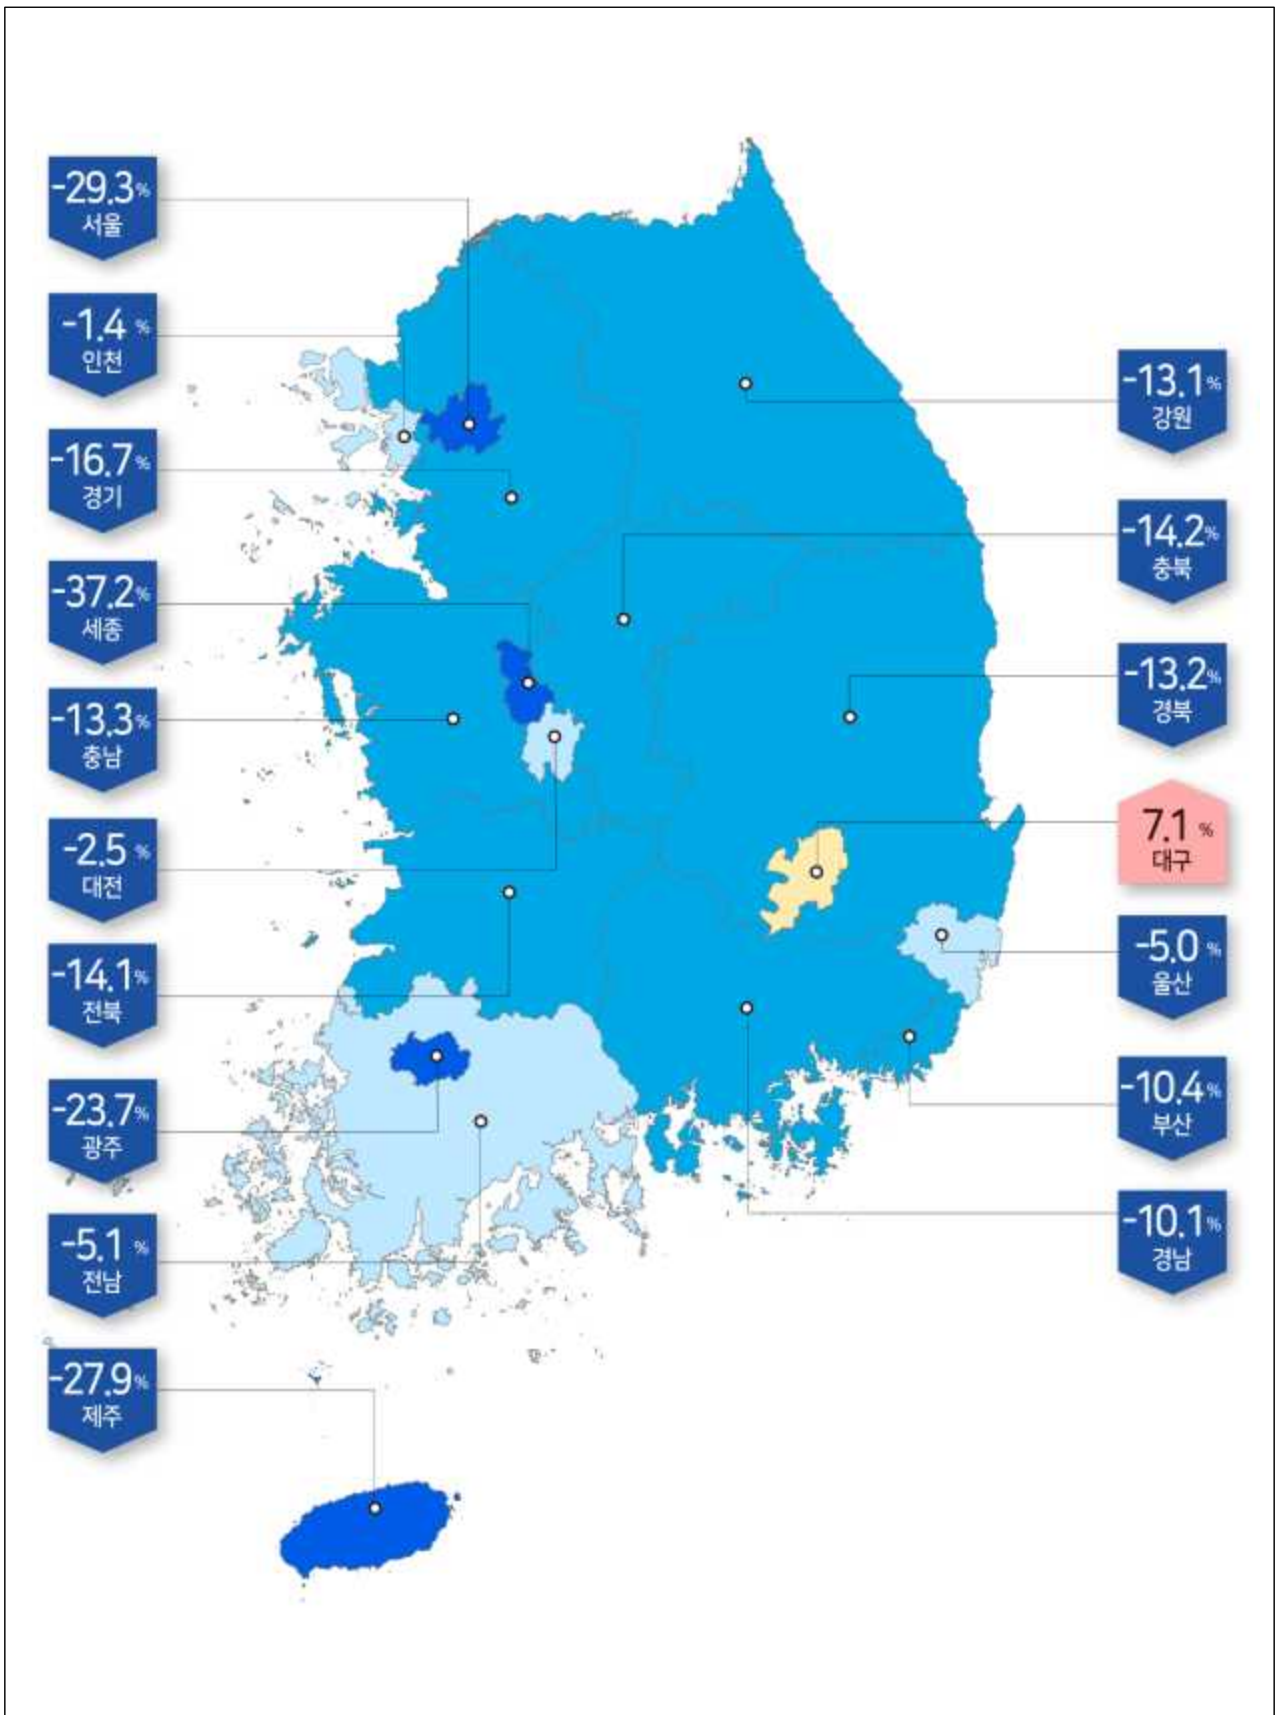 -29.3%
서울
-1.4 %
인천
-16.7%
경기
-37.2%
세종
-13.3%
충남
-2.5 %
대전
-14.1%
전북
-23.7%
광주
-5.1 %
전남
-27.9%
제주
-13.1%
강원
-14.2%
충북
-13.2%
경북
7.1 %
대구
-5.0 %
울산
-10.4%
부산
-10.1%
경남